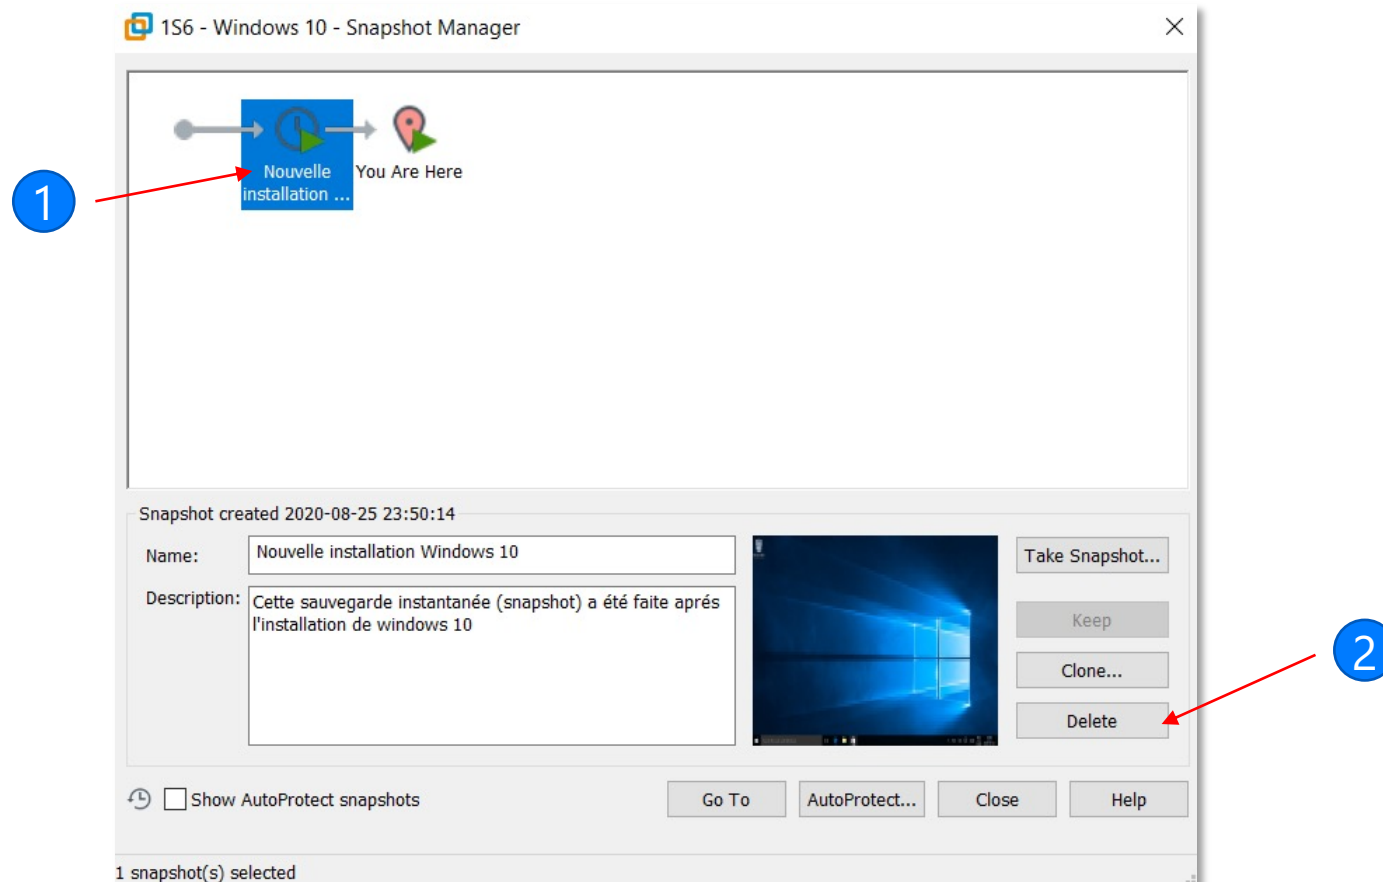 1S6 - Windows 10 - Snapshot Manager
Nouvelle
installation ...
You Are Here
1
Snapshot created 2020-08-25 23:50:14
Name:
Nouvelle installation Windows 10
Description:
Cette sauvegarde instantanée (snapshot) a été faite aprés
l'installation de windows 10
Take Snapshot...
Keep
Clone...
Delete
2
Show AutoProtect snapshots
Go To
AutoProtect...
Close
Help
1 snapshot(s) selected